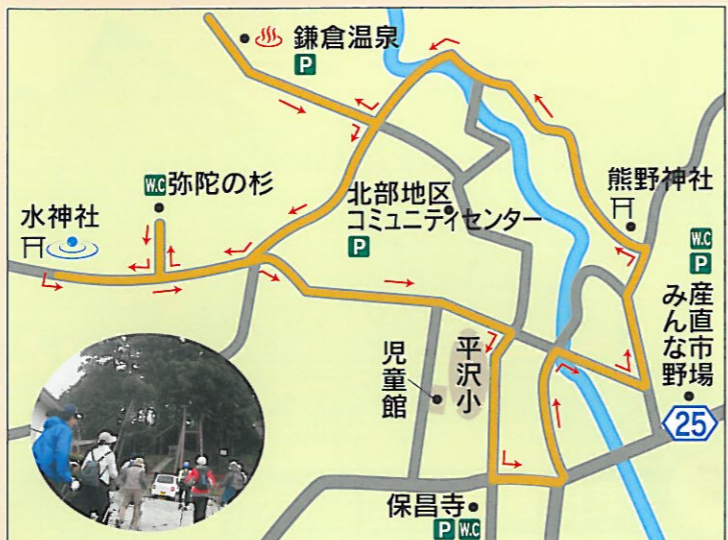 鎌倉温泉
P
W.C
弥陀の杉
水神社
北部地区
コミュニティセンター
P
熊野神社
W.C
P
産直市場
みんな野
25
児童館
平沢小
保昌寺
P W.C